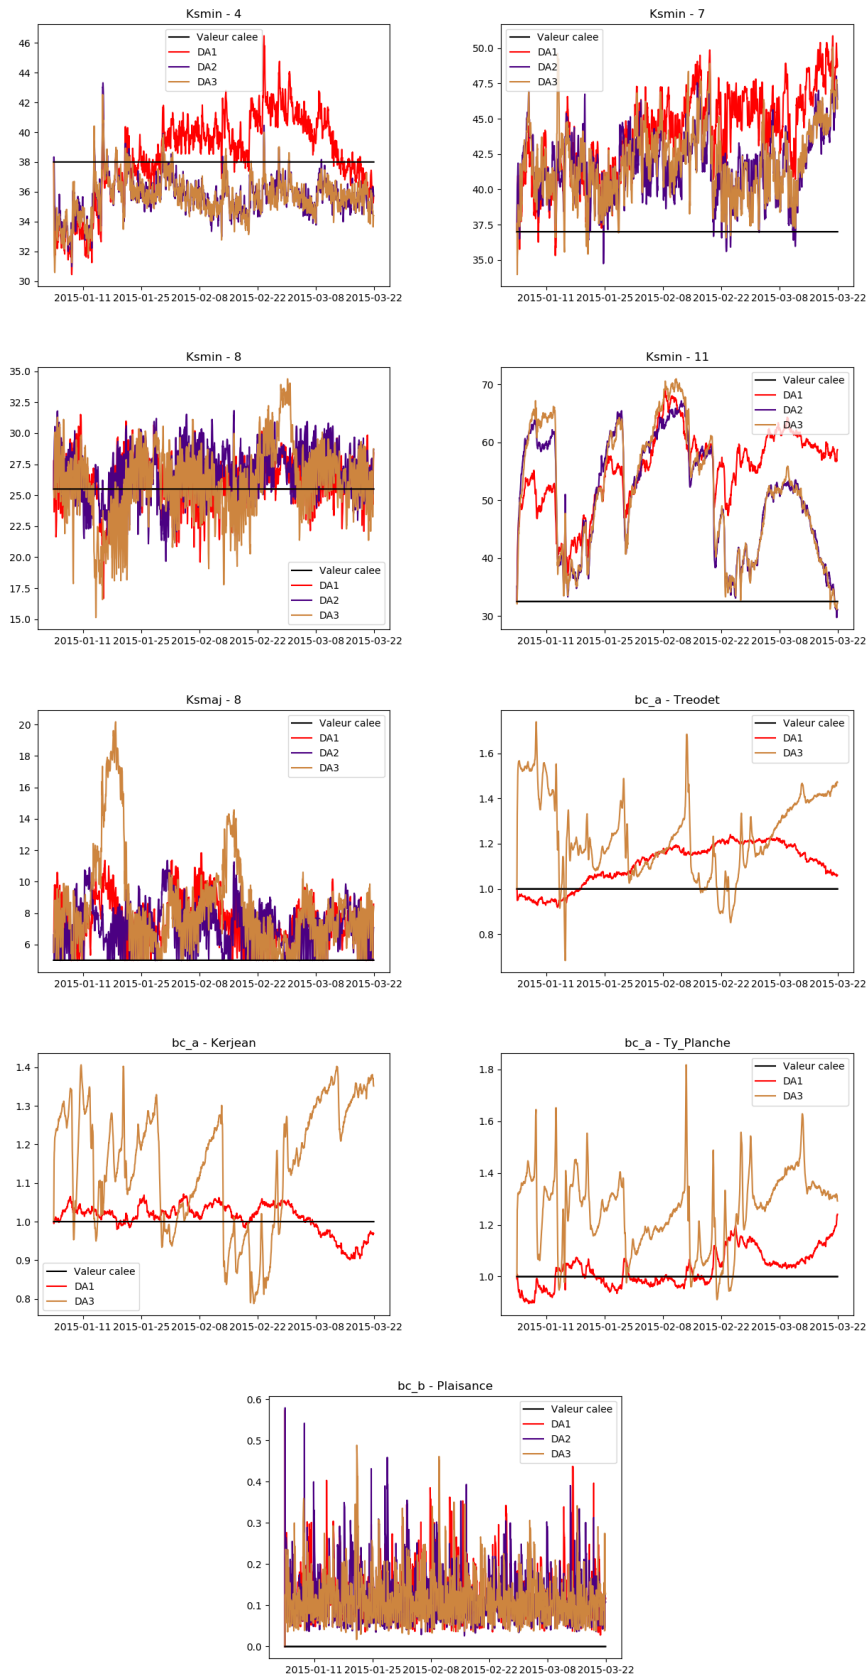 Ksmin - 4
46
44
42
40
38
36
34
32
30
Valeur calee
DA1
DA2
DA3
2015-01-11 2015-01-25 2015-02-08 2015-02-22 2015-03-08 2015-03-22
Ksmin - 7
50.0
47.5
45.0
42.5
40.0
37.5
35.0
Valeur calee
DA1
DA2
DA3
2015-01-11 2015-01-25 2015-02-08 2015-02-22 2015-03-08 2015-03-22
Ksmin - 8
35.0
32.5
30.0
27.5
25.0
22.5
20.0
17.5
15.0
Valeur calee
DA1
DA2
DA3
2015-01-11 2015-01-25 2015-02-08 2015-02-22 2015-03-08 2015-03-22
Ksmin - 11
70
60
50
40
30
Valeur calee
DA1
DA2
DA3
2015-01-11 2015-01-25 2015-02-08 2015-02-22 2015-03-08 2015-03-22
Ksmaj - 8
20
18
16
14
12
10
8
6
Valeur calee
DA1
DA2
DA3
2015-01-11 2015-01-25 2015-02-08 2015-02-22 2015-03-08 2015-03-22
bc_a - Treodet
1.6
1.4
1.2
1.0
0.8
Valeur calee
DA1
DA3
2015-01-11 2015-01-25 2015-02-08 2015-02-22 2015-03-08 2015-03-22
bc_a - Kerjean
1.4
1.3
1.2
1.1
1.0
0.9
0.8
Valeur calee
DA1
DA3
2015-01-11 2015-01-25 2015-02-08 2015-02-22 2015-03-08 2015-03-22
bc_a - Ty_Planche
1.8
1.6
1.4
1.2
1.0
Valeur calee
DA1
DA3
2015-01-11 2015-01-25 2015-02-08 2015-02-22 2015-03-08 2015-03-22
bc_b - Plaisance
0.6
0.5
0.4
0.3
0.2
0.1
0.0
Valeur calee
DA1
DA2
DA3
2015-01-11 2015-01-25 2015-02-08 2015-02-22 2015-03-08 2015-03-22